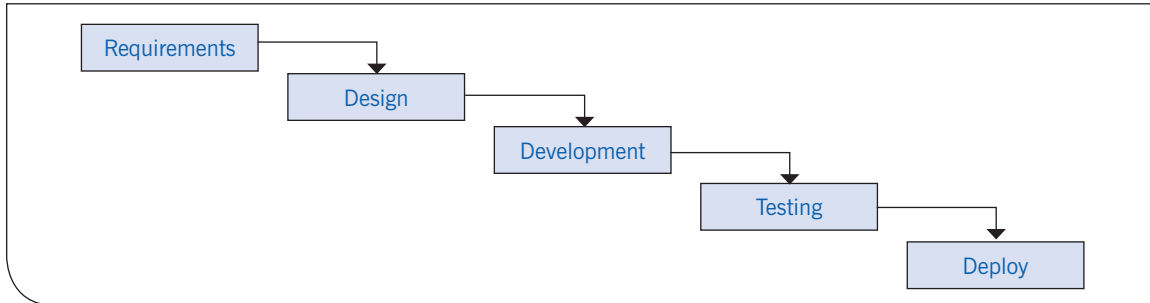 Requirements
Design
Development
Testing
Deploy